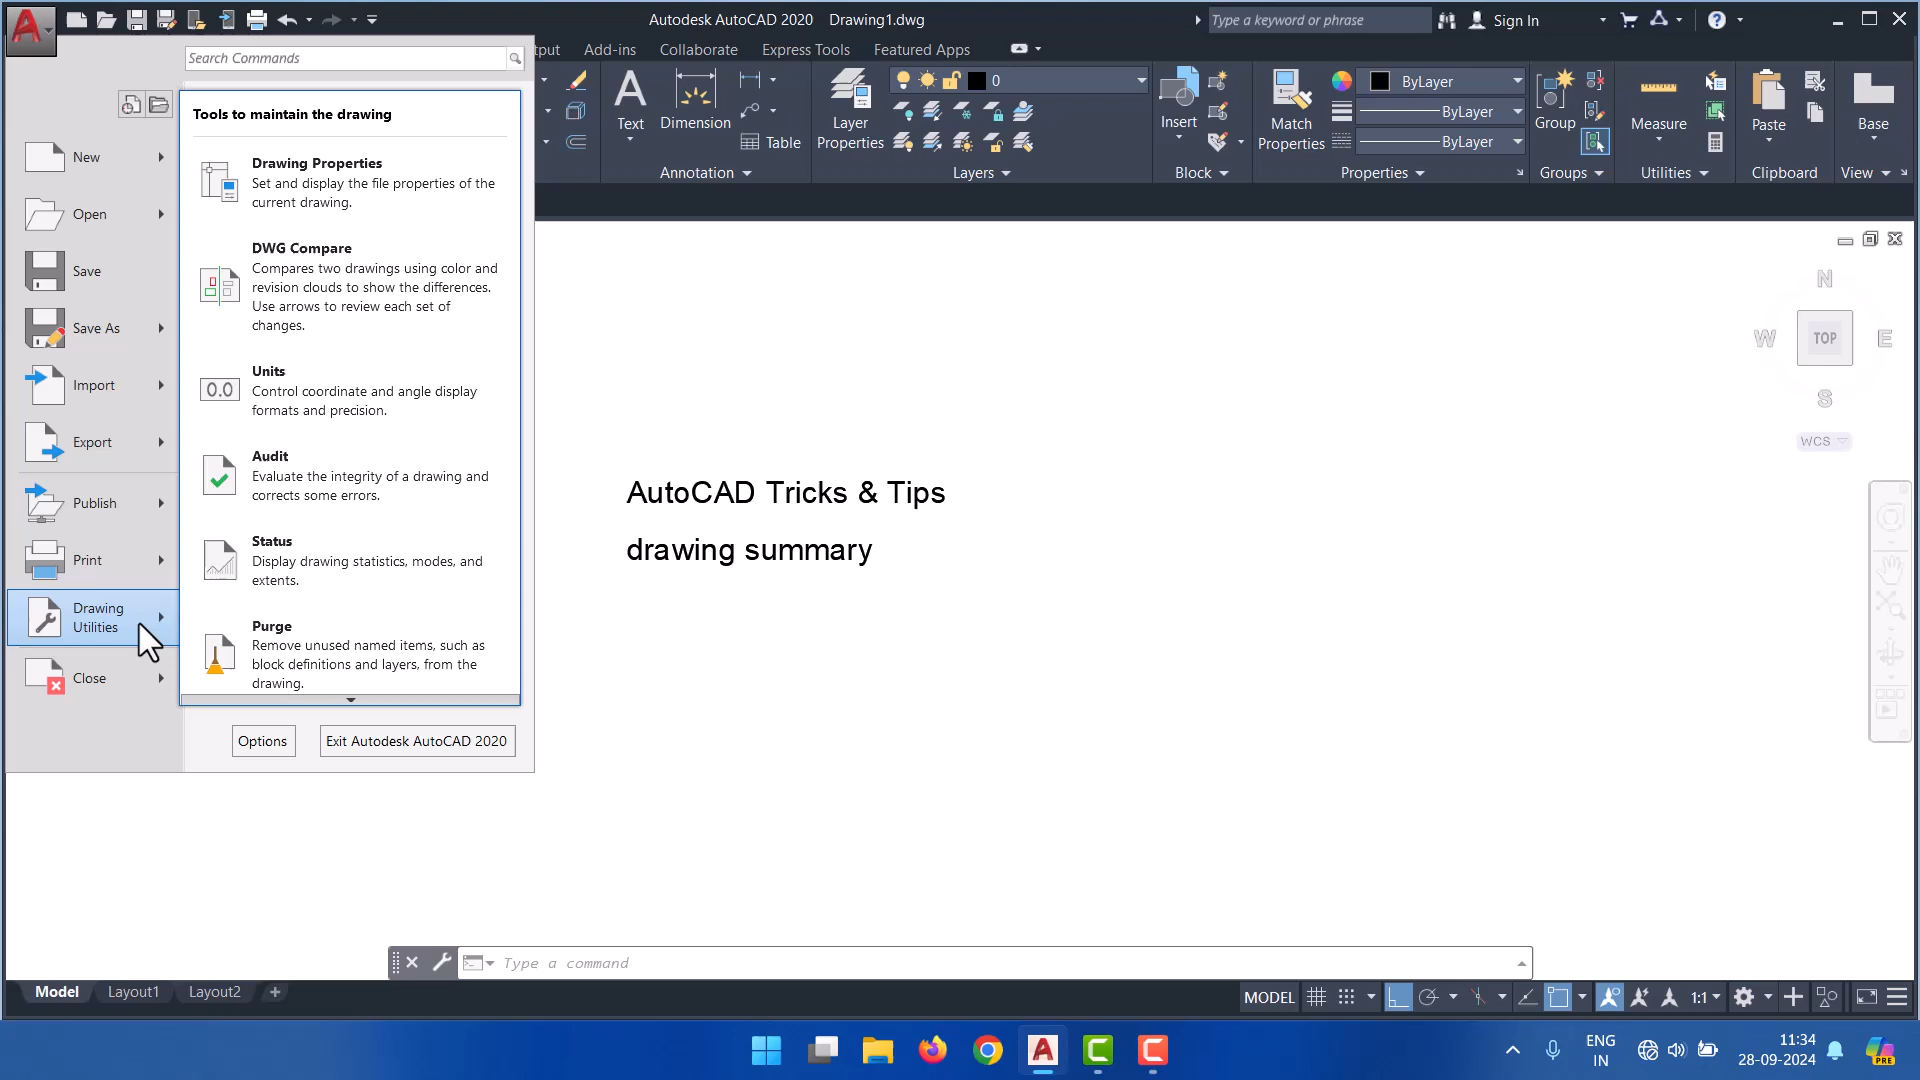 Autodesk AutoCAD 2020 Drawing1.dwg
Type a keyword or phrase
Sign In
Search Commands
Add-ins
Collaborate
Express Tools
Featured Apps
Tools to maintain the drawing
New
Open
Save
Save As
Import
Export
Publish
Print
Drawing
Utilities
Close
Drawing Properties
Set and display the file properties of the
current drawing.
DWG Compare
Compares two drawings using color and
revision clouds to show the differences.
Use arrows to review each set of
changes.
Units
0.0
Control coordinate and angle display
formats and precision.
Audit
Evaluate the integrity of a drawing and
corrects some errors.
Status
Display drawing statistics, modes, and
extents.
Purge
Remove unused named items, such as
block definitions and layers, from the
drawing.
Options
Exit Autodesk AutoCAD 2020
Text
Dimension
Table
Annotation
Layer
Properties
0
Layers
Insert
Block
Match
Properties
ByLayer
ByLayer
ByLayer
Properties
Group
Groups
Measure
Utilities
Paste
Clipboard
Base
View
N
W
TOP
E
S
WCS
AutoCAD Tricks & Tips
drawing summary
Type a command
Model
Layout1
Layout2
MODEL
1:1
ENG
IN
11:34
28-09-2024
PRE